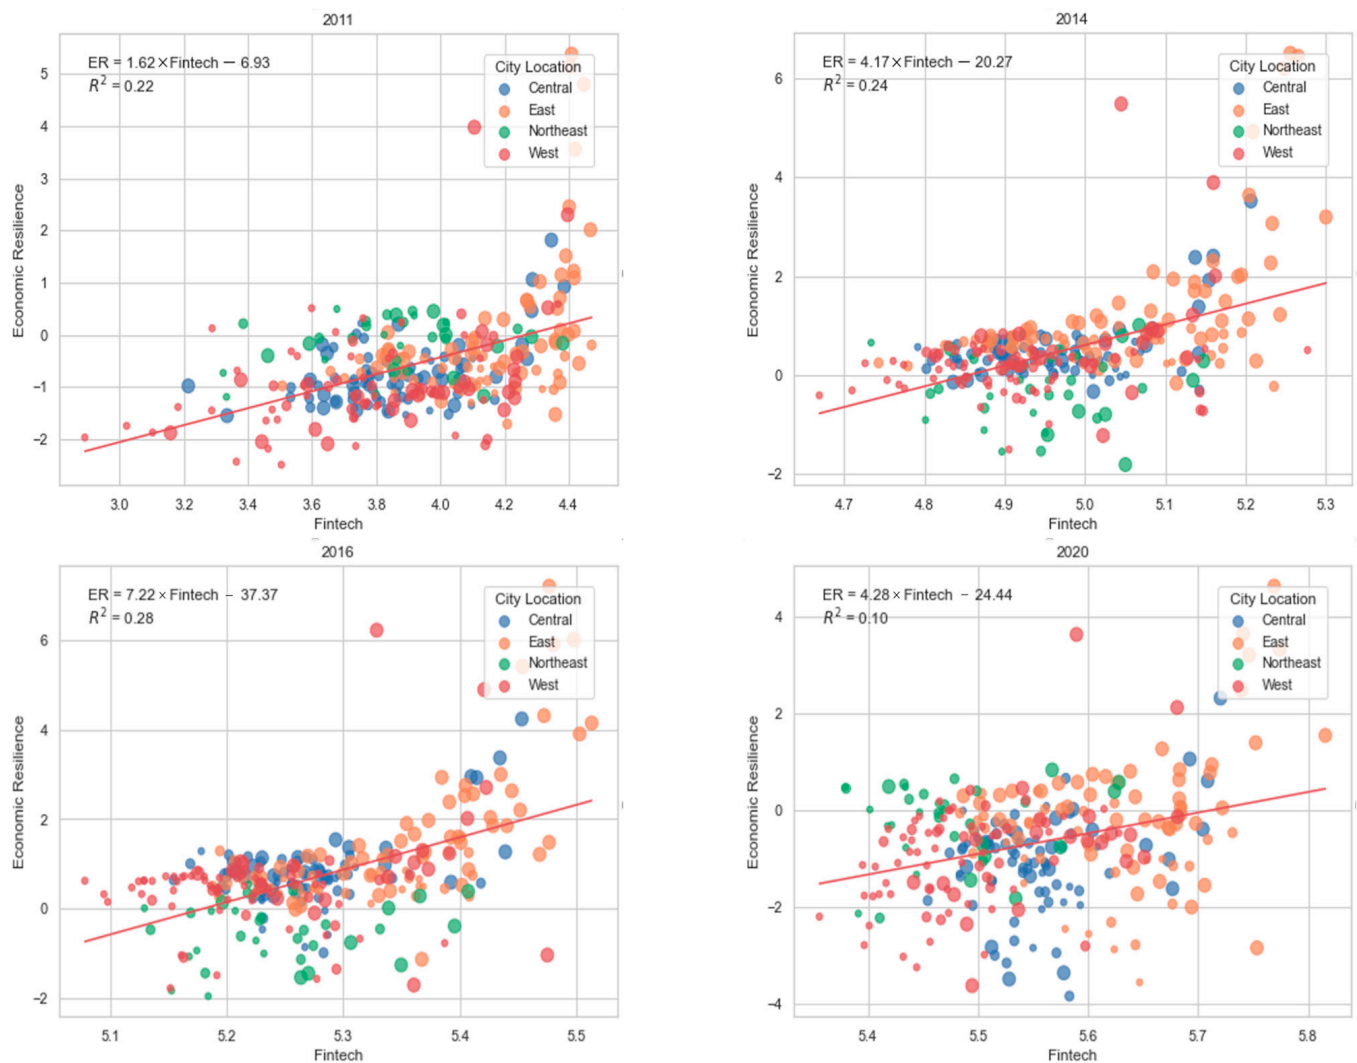 2011
ER = 1.62×Fintech − 6.93
R² = 0.22
City Location
Central
East
Northeast
West
Economic Resilience
5
4
3
2
1
0
−1
−2
3.0 3.2 3.4 3.6 3.8 4.0 4.2 4.4
Fintech
2014
ER = 4.17×Fintech − 20.27
R² = 0.24
City Location
Central
East
Northeast
West
Economic Resilience
6
4
2
0
−2
4.7 4.8 4.9 5.0 5.1 5.2 5.3
Fintech
2016
ER = 7.22 × Fintech − 37.37
R² = 0.28
City Location
Central
East
Northeast
West
Economic Resilience
6
4
2
0
−2
5.1 5.2 5.3 5.4 5.5
Fintech
2020
ER = 4.28 × Fintech − 24.44
R² = 0.10
City Location
Central
East
Northeast
West
Economic Resilience
4
2
0
−2
−4
5.4 5.5 5.6 5.7 5.8
Fintech